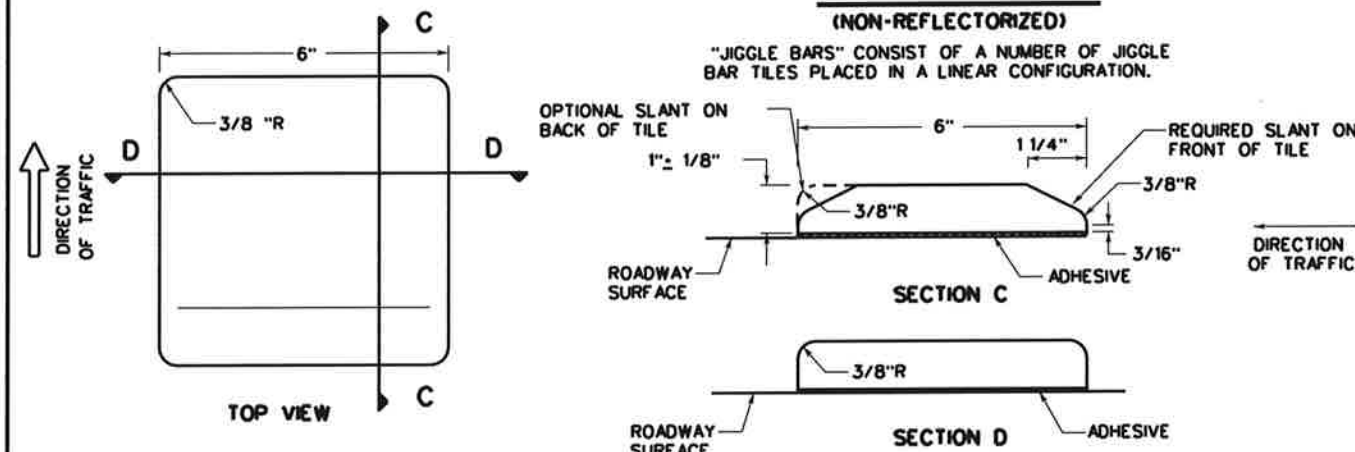 C
6"
3/8 "R
D
D
DIRECTION
OF TRAFFIC
C
TOP VIEW
(NON-REFLECTORIZED)
"JIGGLE BARS" CONSIST OF A NUMBER OF JIGGLE
BAR TILES PLACED IN A LINEAR CONFIGURATION.
OPTIONAL SLANT ON
BACK OF TILE
6"
1 1/4"
REQUIRED SLANT ON
FRONT OF TILE
1"± 1/8"
3/8"R
3/8"R
3/16"
DIRECTION
OF TRAFFIC
ROADWAY
SURFACE
ADHESIVE
SECTION C
3/8"R
ROADWAY
SURFACE
ADHESIVE
SECTION D